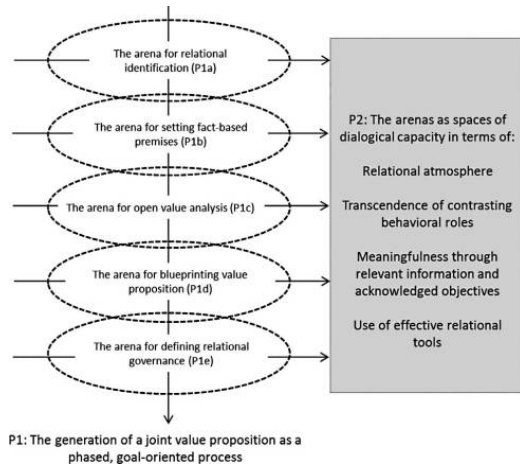 The arena for relational
identification (P1a)
The arena for setting fact-based
premises (P1b)
The arena for open value analysis (P1c)
The arena for blueprinting value
proposition (P1d)
The arena for defining relational
governance (P1e)
P2: The arenas as spaces of
dialogical capacity in terms of:
Relational atmosphere
Transcendence of contrasting
behavioral roles
Meaningfulness through
relevant information and
acknowledged objectives
Use of effective relational
tools
P1: The generation of a joint value proposition as a
phased, goal-oriented process